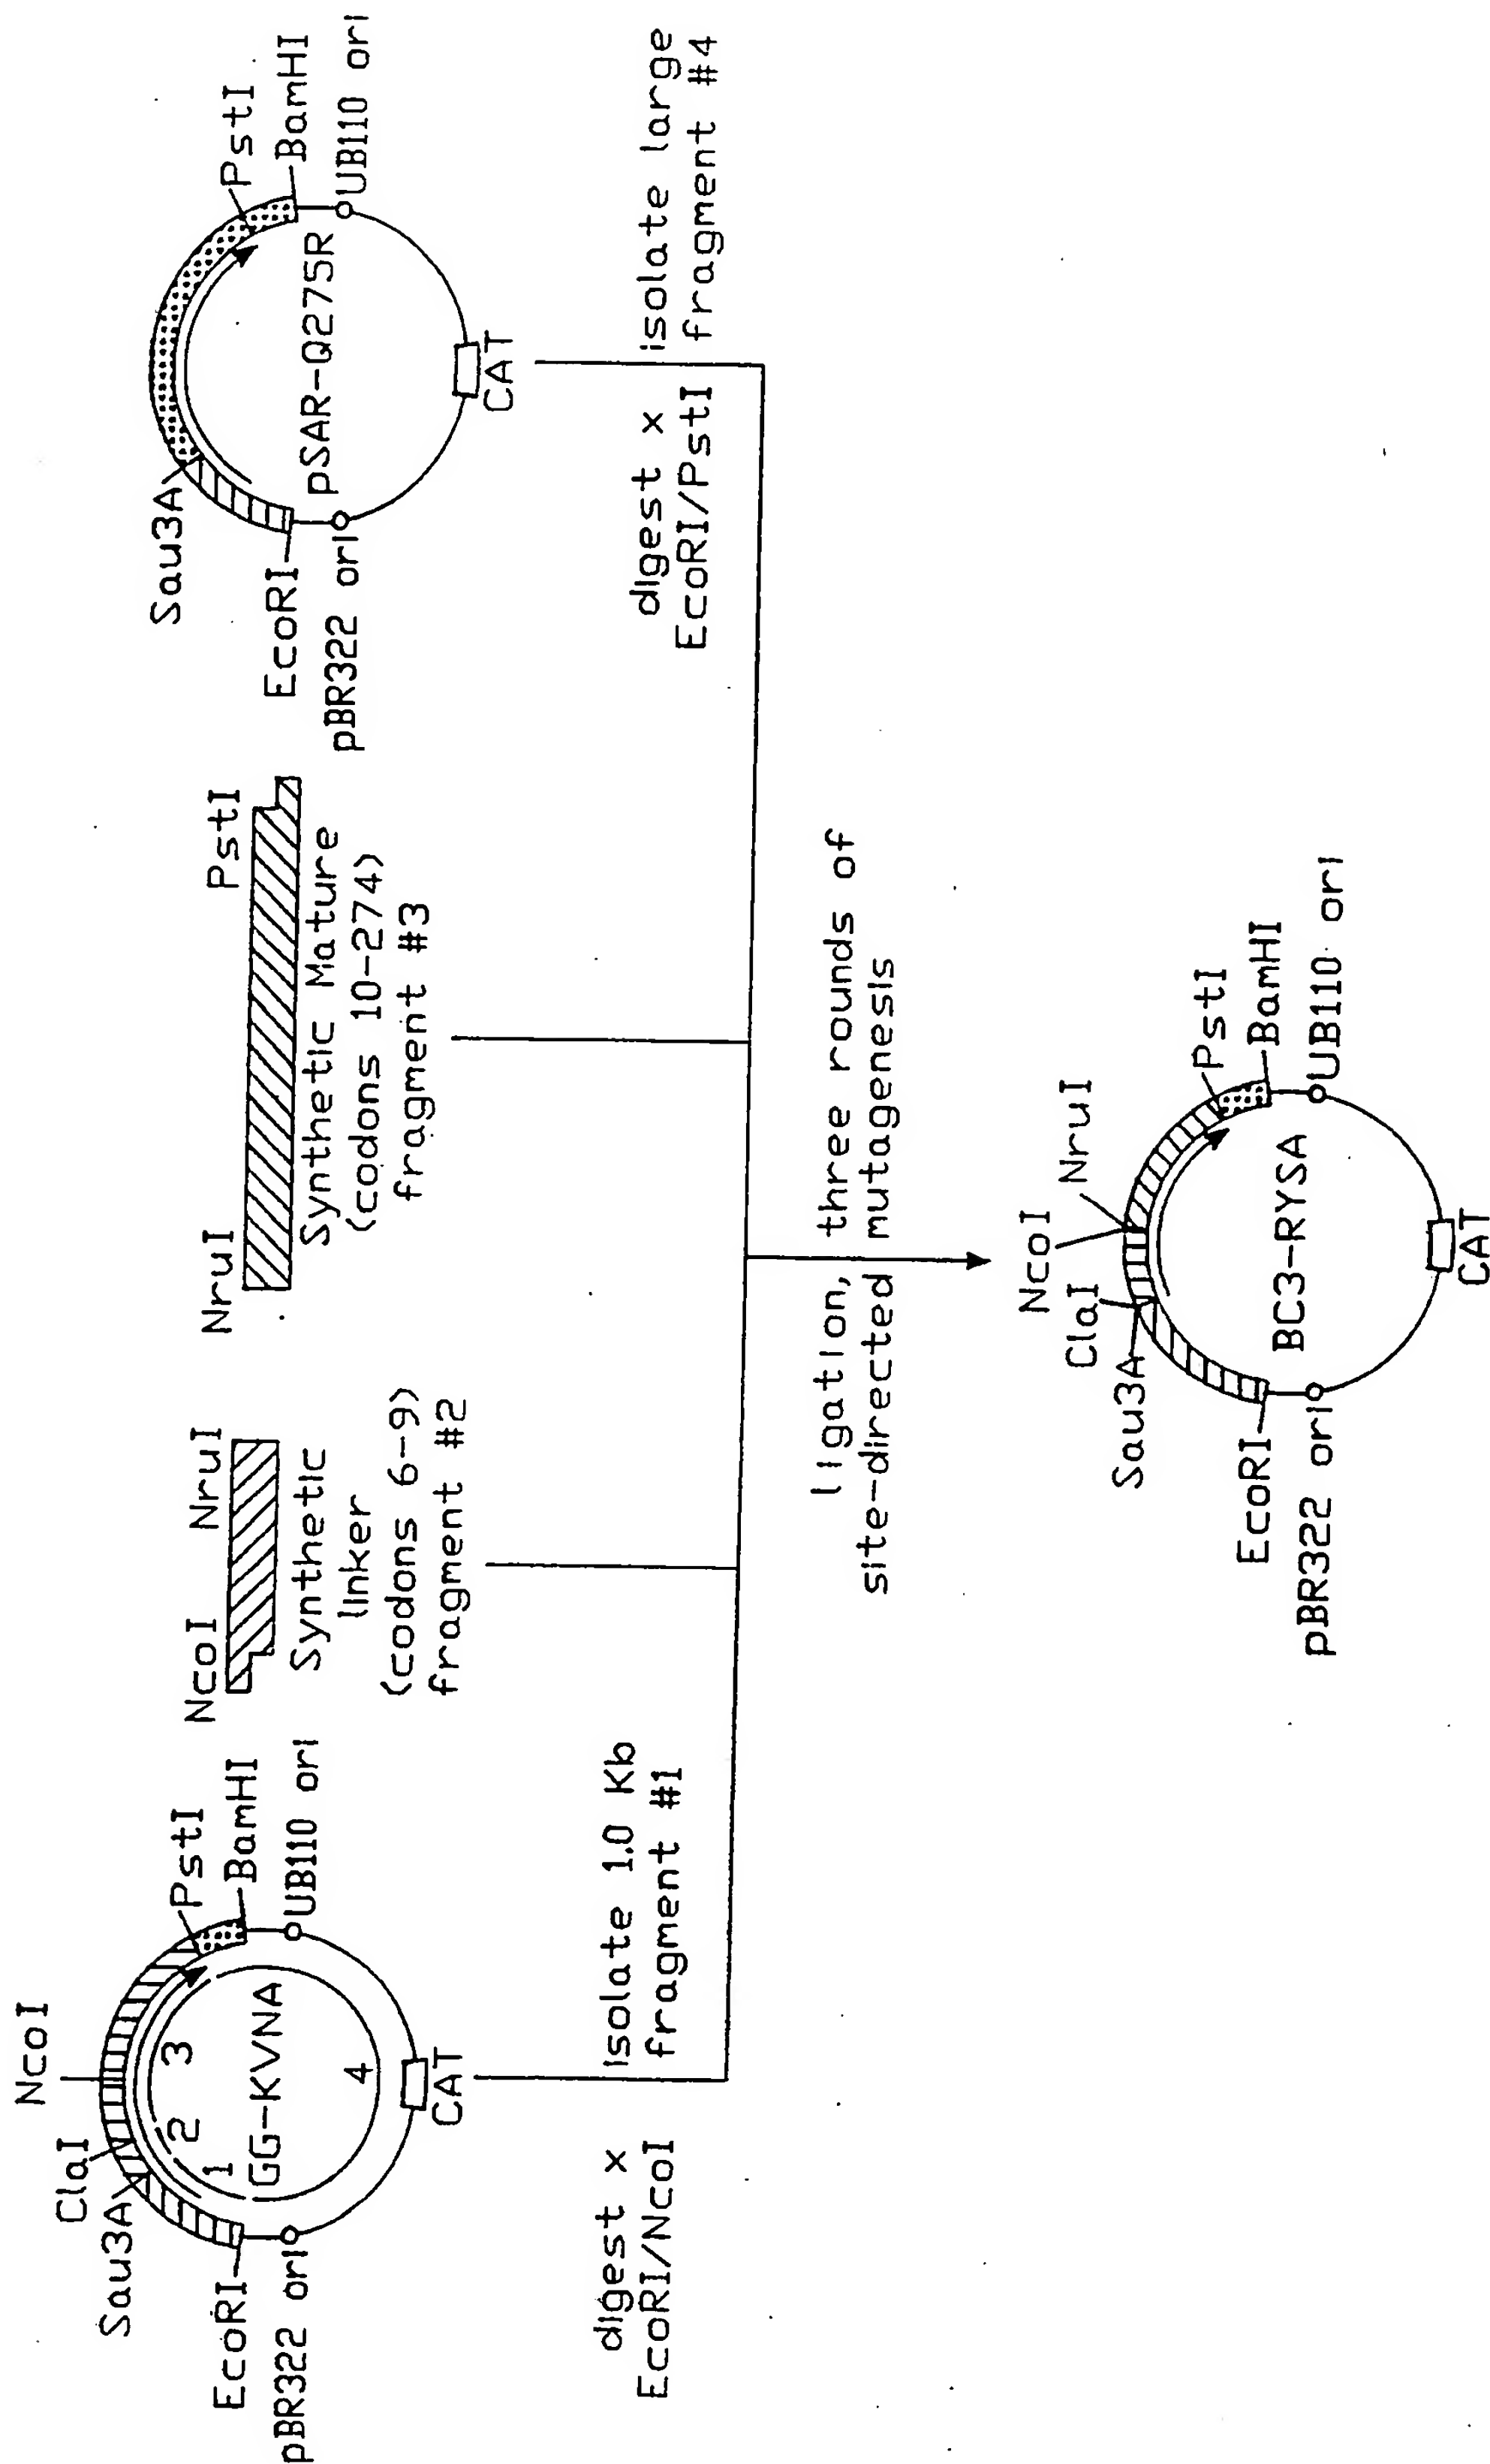 NcoI
ClaI
Sau3A
PstI
BamHI
EcoRI
pBR322 ori
UB110 ori
1
2
3
4
GG-KVNA
CAT
digest x
EcoRI/NcoI
isolate 1.0 Kb
fragment #1
NcoI
NruI
Synthetic
linker
(codons 6-9)
fragment #2
NruI
PstI
Synthetic Mature
(codons 10-274)
fragment #3
Sau3A
PstI
EcoRI
BamHI
pBR322 ori
UB110 ori
pSAR-Q275R
CAT
digest x
EcoRI/PstI
isolate large
fragment #4
ligation, three rounds of
site-directed mutagenesis
NcoI
NruI
ClaI
Sau3A
PstI
EcoRI
BamHI
pBR322 ori
UB110 ori
BC3-RYSA
CAT